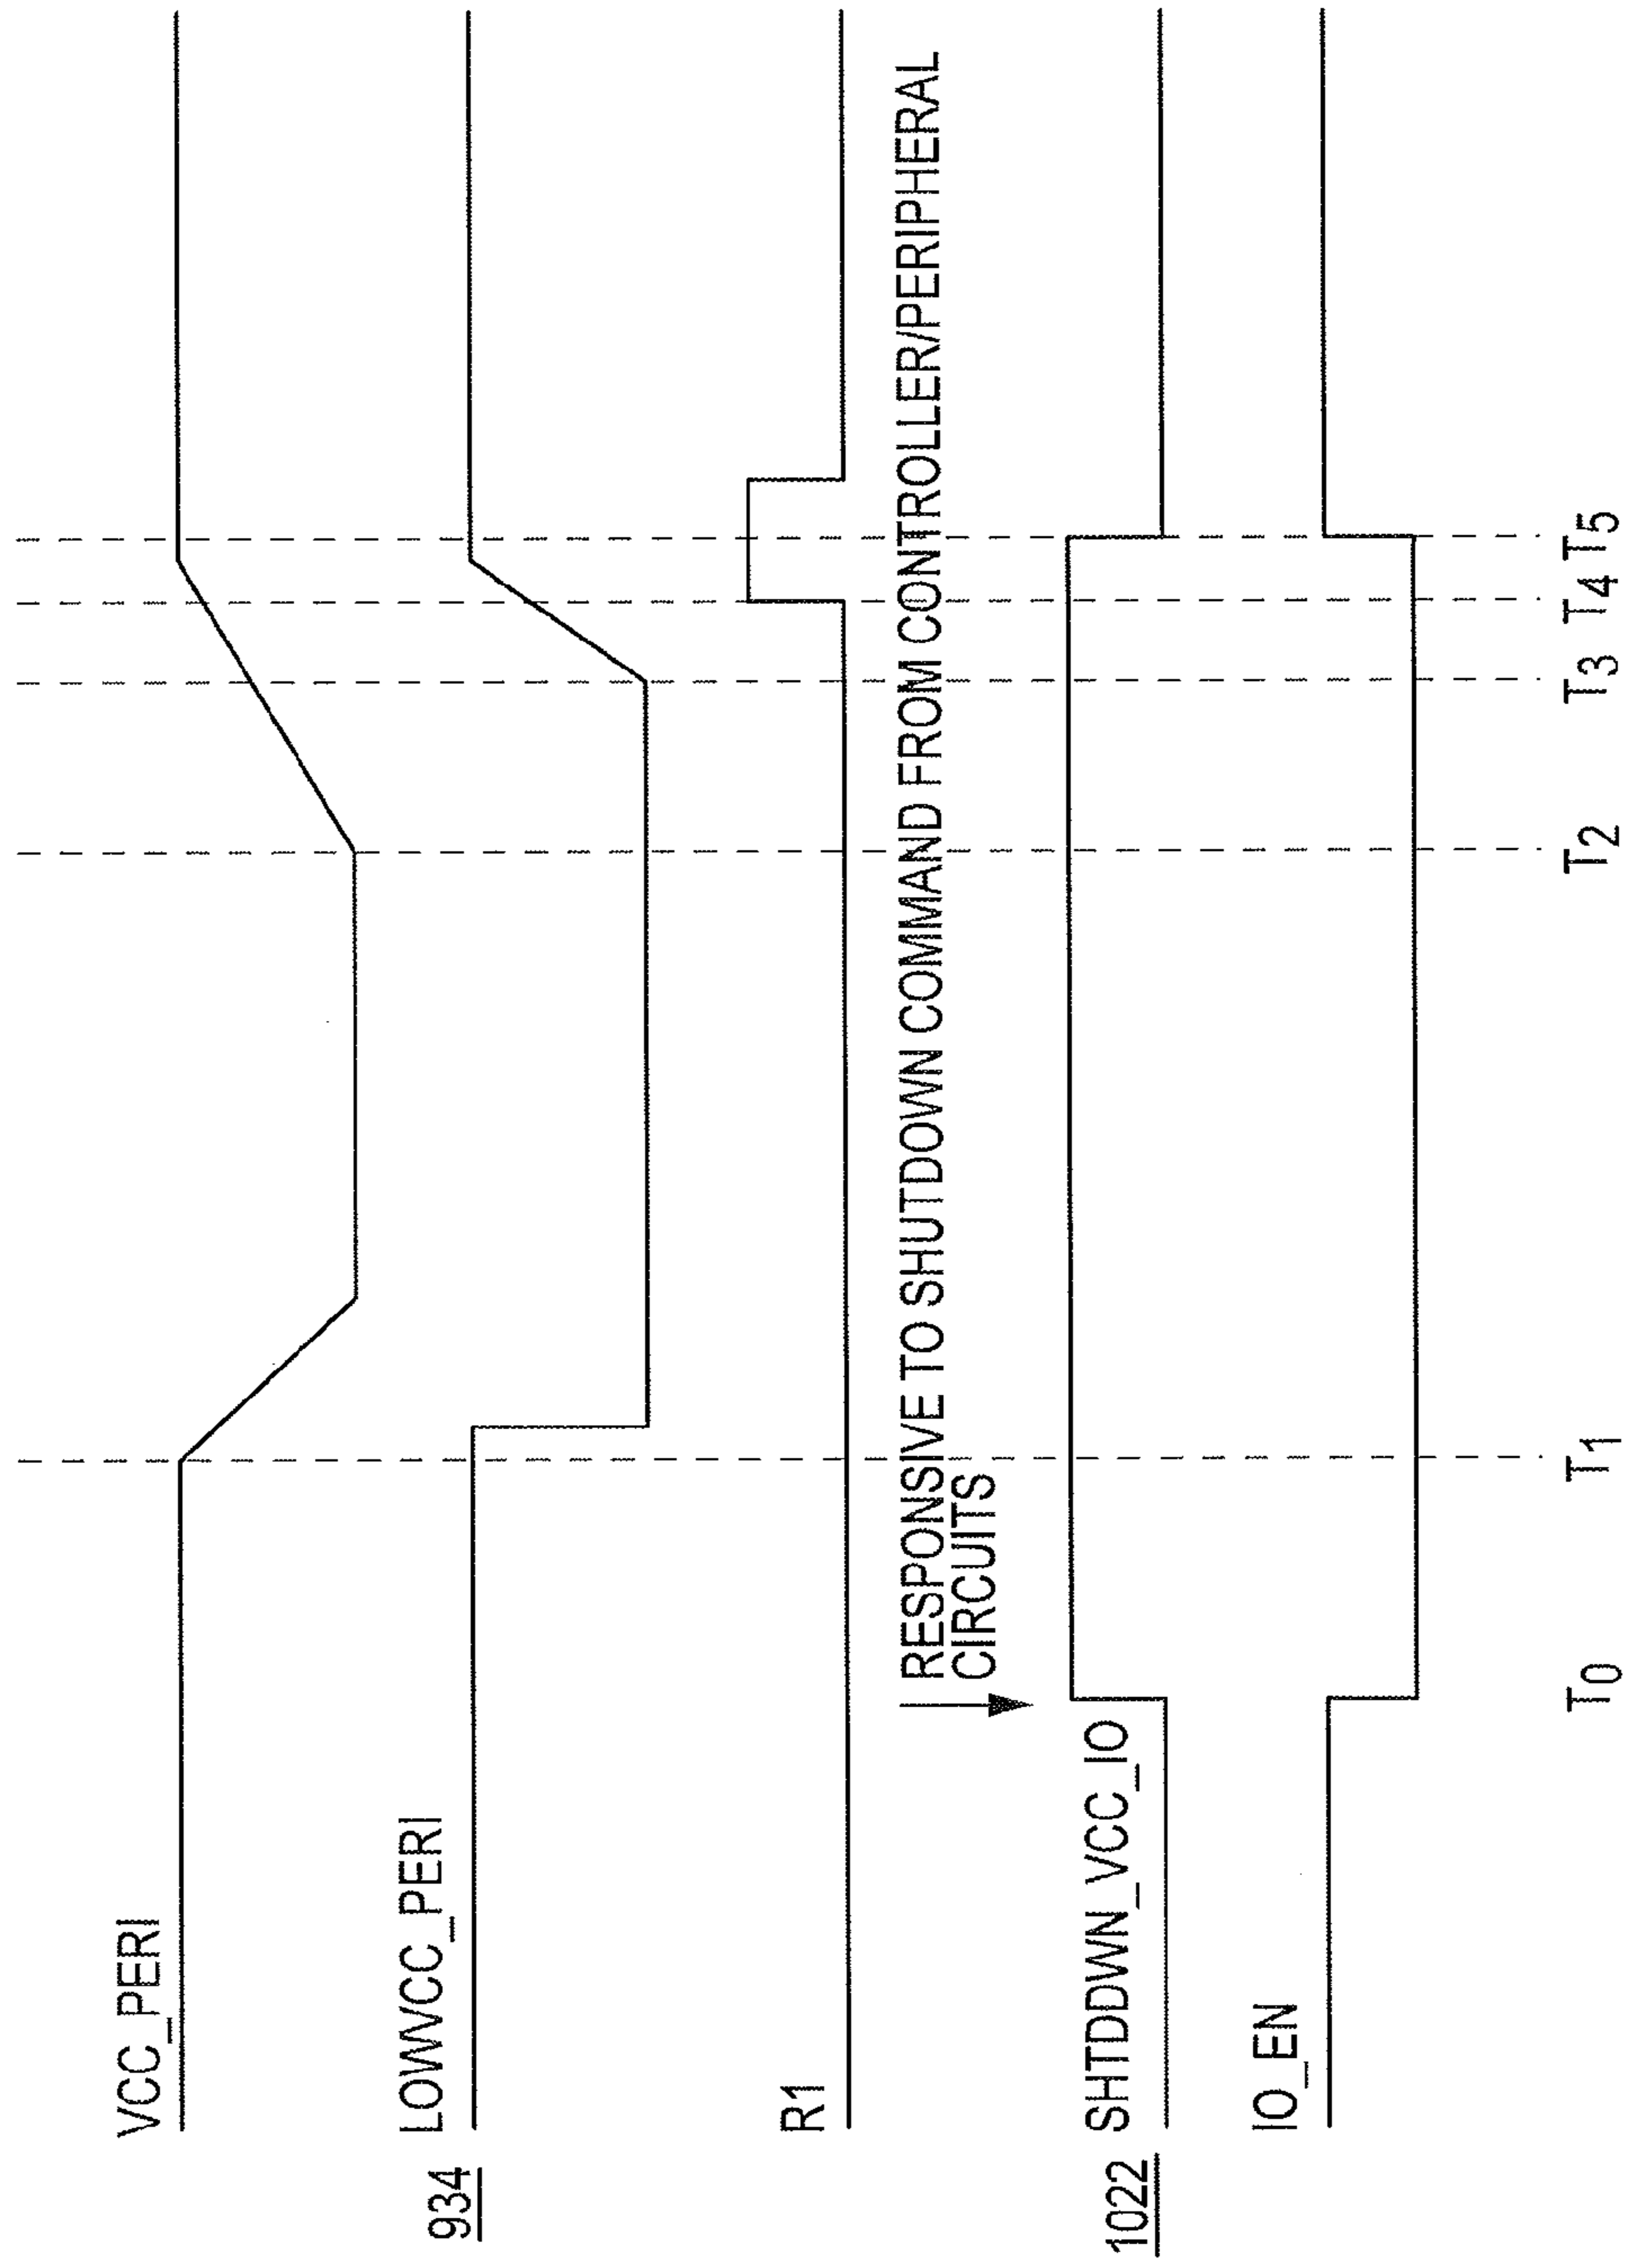 VCC_PERI
LOWVCC_PERI
934
R1
RESPONSIVE TO SHUTDOWN COMMAND FROM CONTROLLER/PERIPHERAL
CIRCUITS
SHTDDWN_VCC_IO
1022
IO_EN
T0 T1 T2 T3 T4 T5